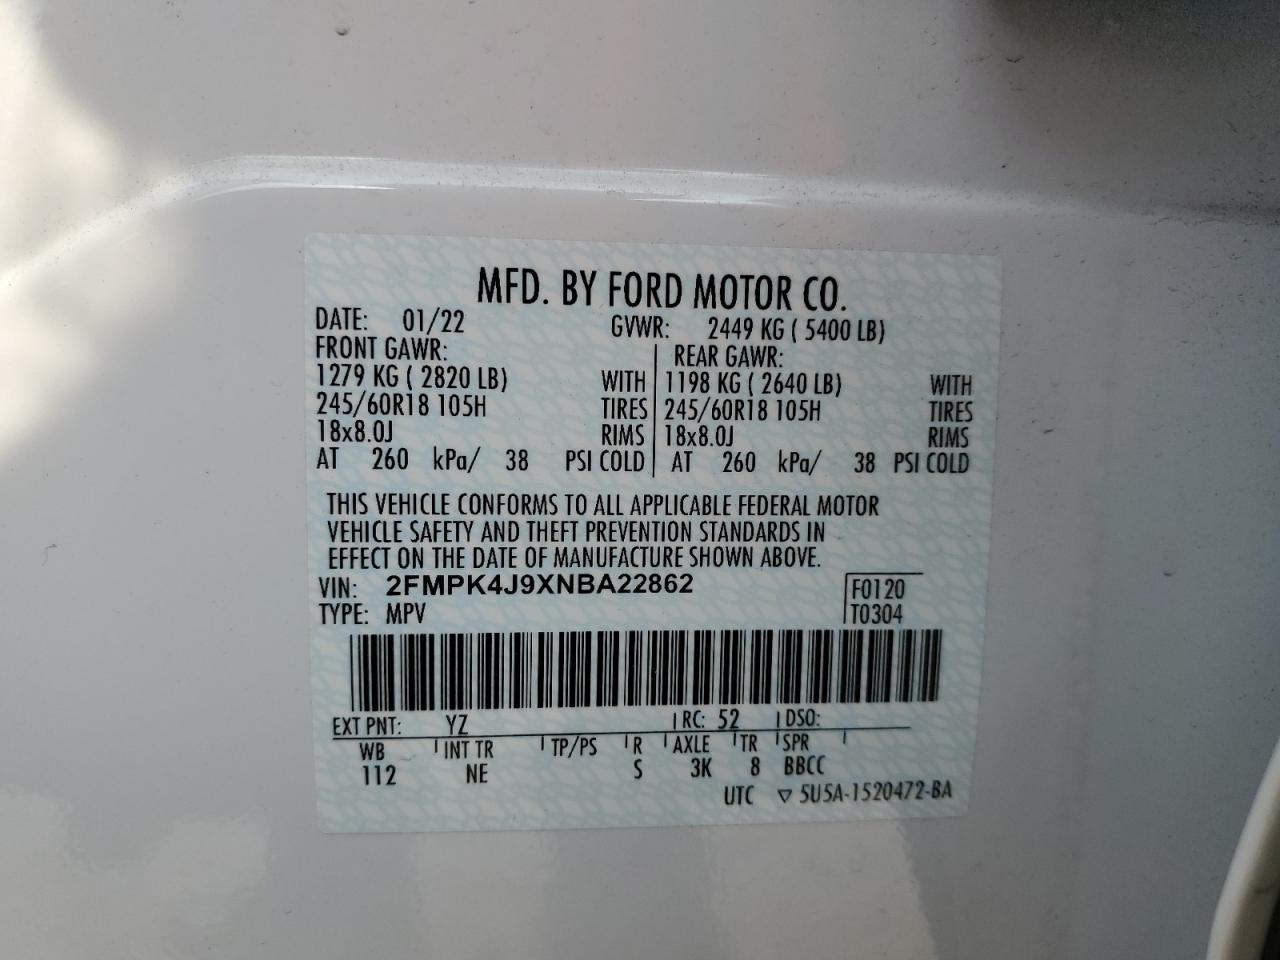 MFD. BY FORD MOTOR CO.
DATE: 01/22 GVWR: 2449 KG ( 5400 LB)
FRONT GAWR: REAR GAWR:
1279 KG ( 2820 LB) WITH 1198 KG ( 2640 LB) WITH
245/60R18 105H TIRES 245/60R18 105H TIRES
18x8.0J RIMS 18x8.0J RIMS
AT 260 kPa/ 38 PSI COLD AT 260 kPa/ 38 PSI COLD
THIS VEHICLE CONFORMS TO ALL APPLICABLE FEDERAL MOTOR
VEHICLE SAFETY AND THEFT PREVENTION STANDARDS IN
EFFECT ON THE DATE OF MANUFACTURE SHOWN ABOVE.
VIN: 2FMPK4J9XNBA22862 F0120
TYPE: MPV T0304
EXT PNT: YZ RC: 52 DSO:
WB INT TR TP/PS R AXLE TR SPR
112 NE S 3K 8 BBCC
UTC ▽ 5U5A-1520472-BA